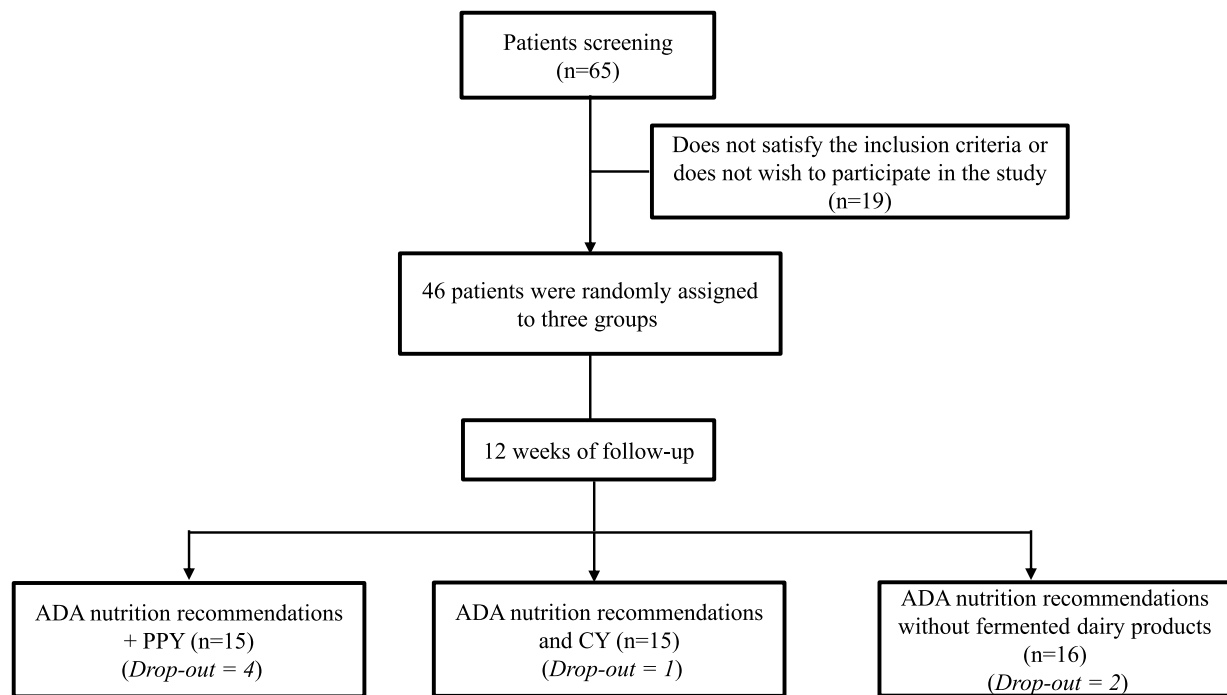 Patients screening
(n=65)
Does not satisfy the inclusion criteria or
does not wish to participate in the study
(n=19)
46 patients were randomly assigned
to three groups
12 weeks of follow-up
ADA nutrition recommendations
+ PPY (n=15)
(Drop-out = 4)
ADA nutrition recommendations
and CY (n=15)
(Drop-out = 1)
ADA nutrition recommendations
without fermented dairy products
(n=16)
(Drop-out = 2)